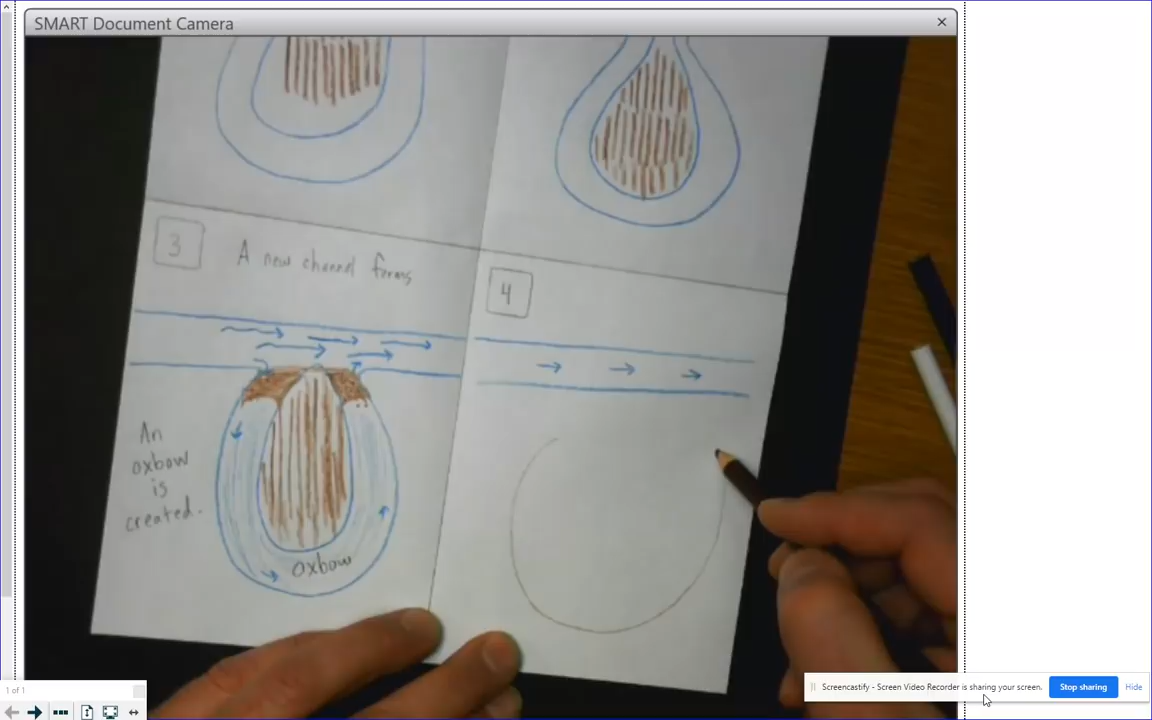 SMART Document Camera
3
A new channel forms
4
An
oxbow
is
created.
oxbow
1 of 1
Screencastify - Screen Video Recorder is sharing your screen.
Stop sharing
Hide